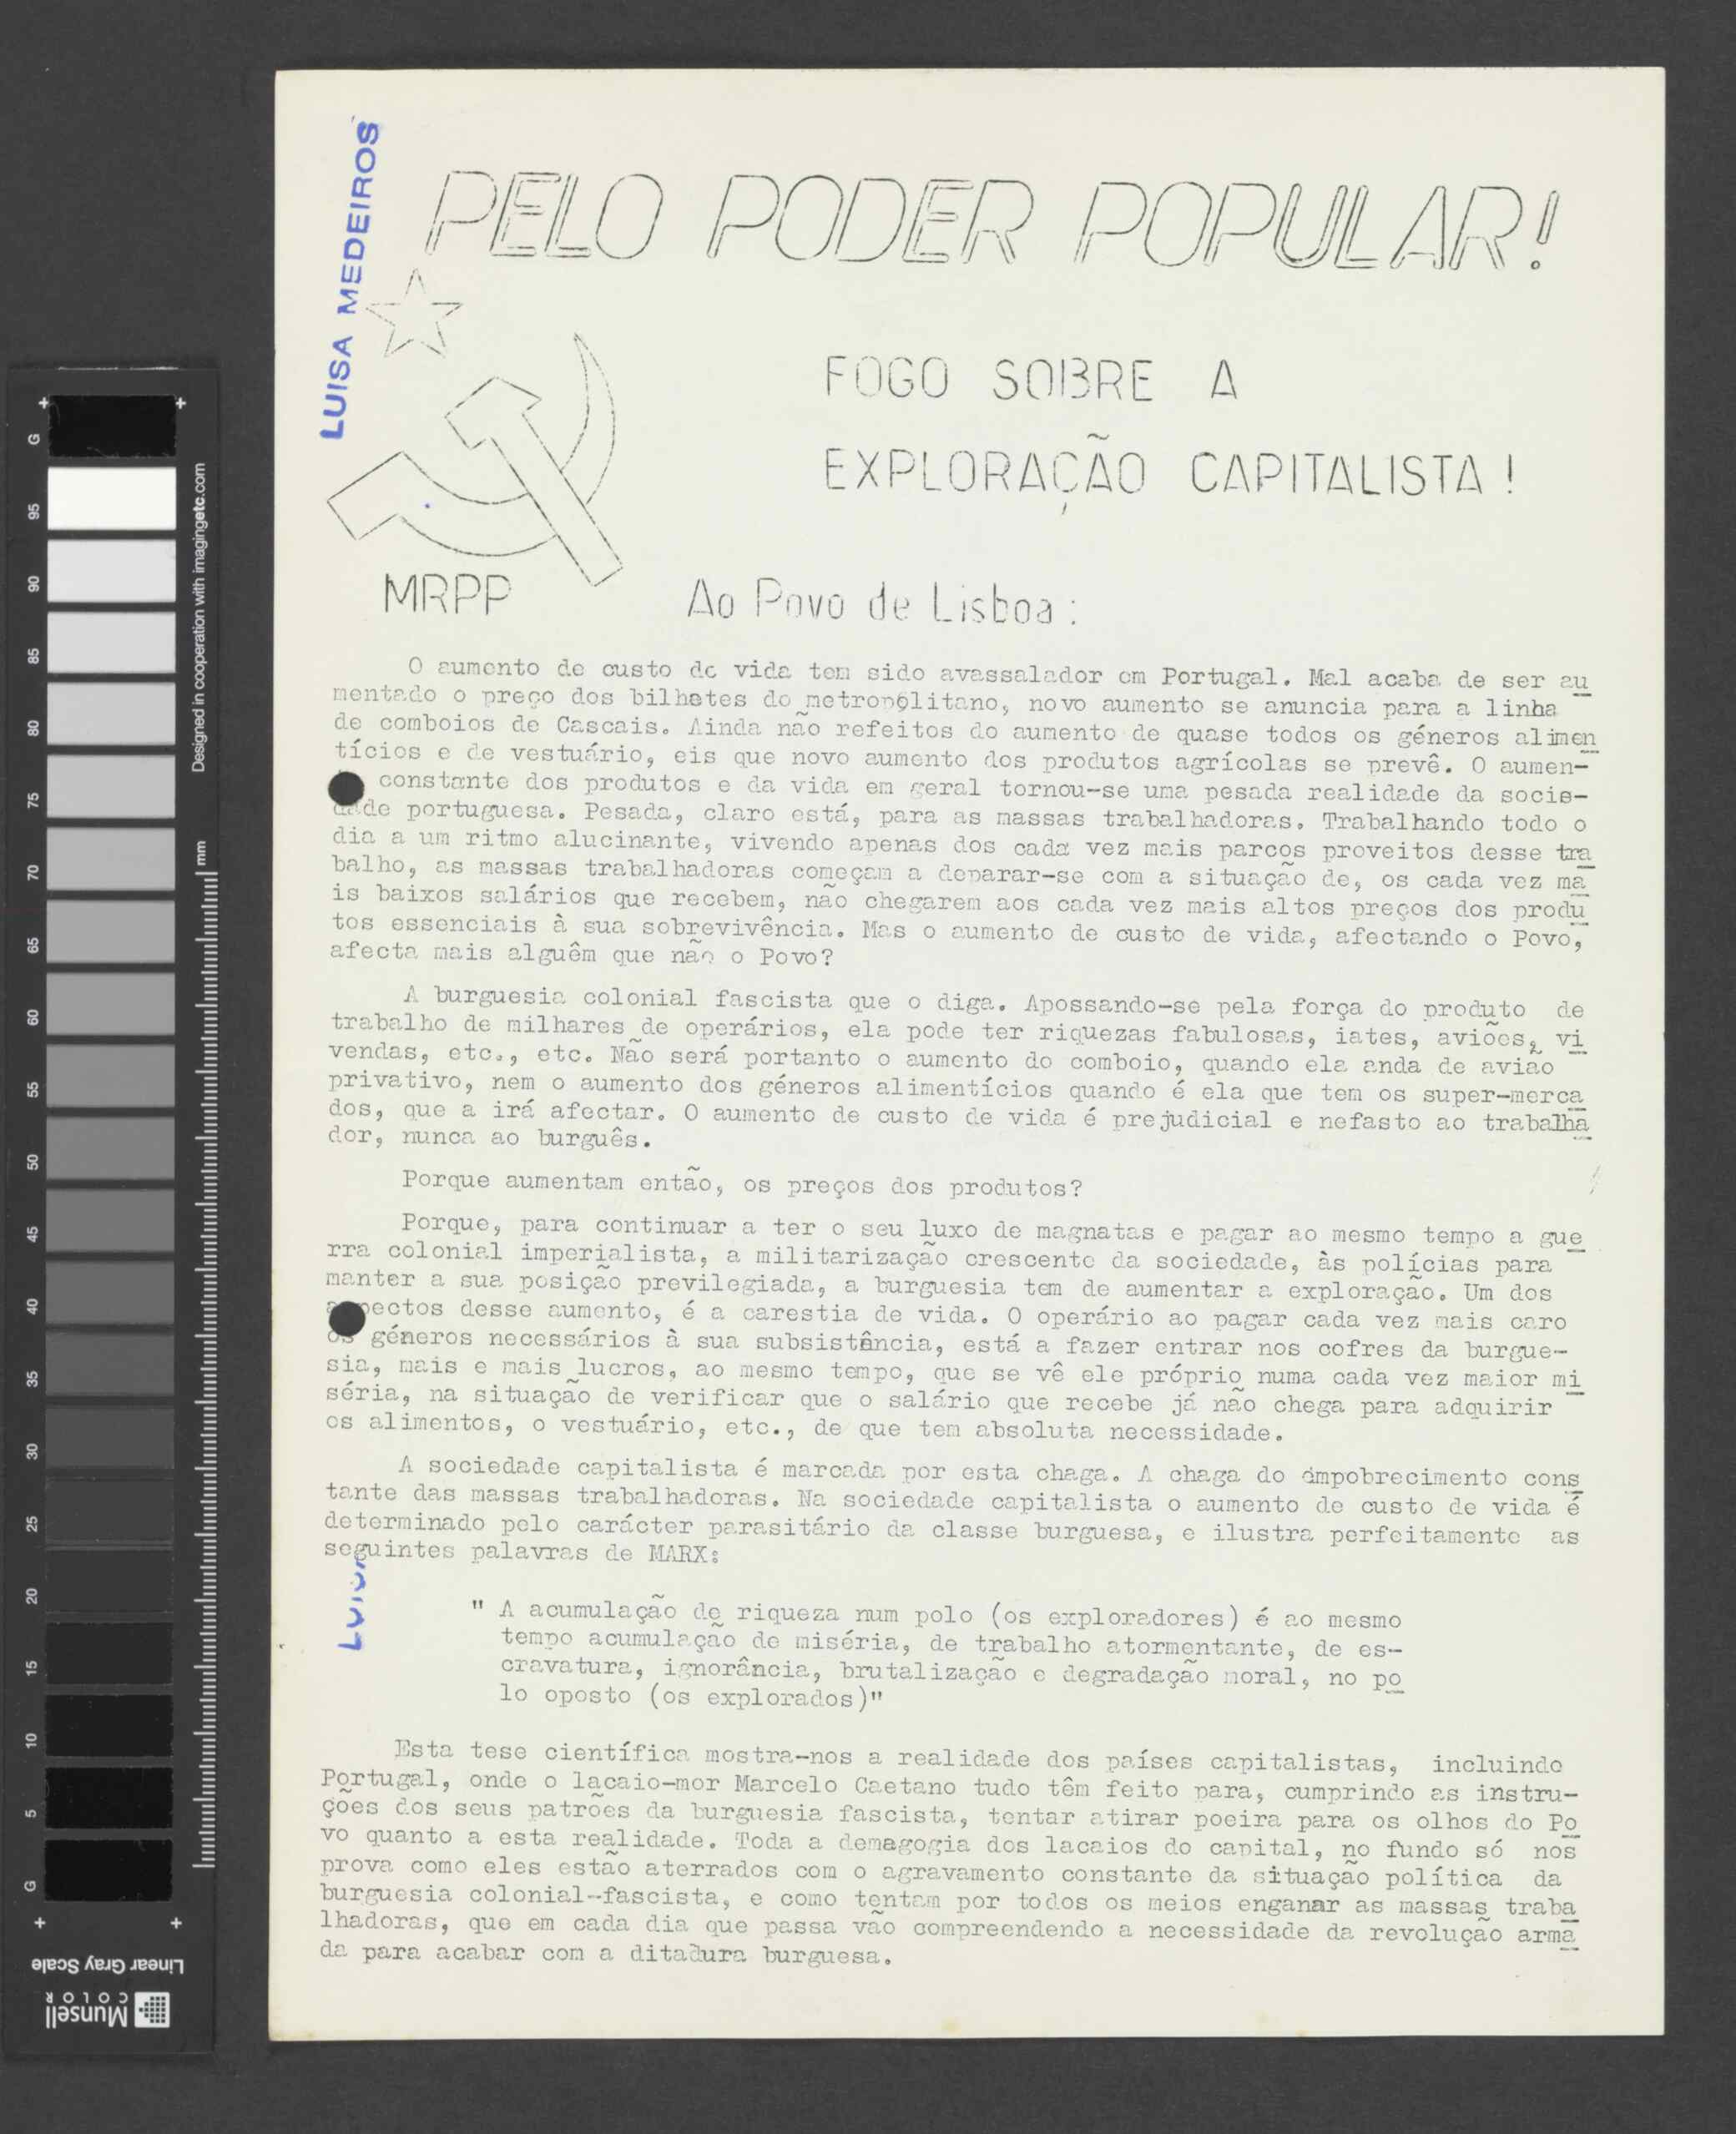 LUISA MEDEIROS
PELO PODER POPULAR!
FOGO SOBRE A
EXPLORAÇÃO CAPITALISTA!
MRPP
Ao Povo de Lisboa:
O aumento de custo de vida tem sido avassalador em Portugal. Mal acaba de ser au
mentado o preço dos bilhetes do metropolitano, novo aumento se anuncia para a linha
de comboios de Cascais. Ainda não refeitos do aumento de quase todos os géneros alimen
tícios e de vestuário, eis que novo aumento dos produtos agrícolas se prevê. O aumen-
constante dos produtos e da vida em geral tornou-se uma pesada realidade da socie-
dade portuguesa. Pesada, claro está, para as massas trabalhadoras. Trabalhando todo o
dia a um ritmo alucinante, vivendo apenas dos cada vez mais parcos proveitos desse tra
balho, as massas trabalhadoras começam a deparar-se com a situação de, os cada vez ma
is baixos salários que recebem, não chegarem aos cada vez mais altos preços dos produ
tos essenciais à sua sobrevivência. Mas o aumento de custo de vida, afectando o Povo,
afecta mais alguêm que não o Povo?
A burguesia colonial fascista que o diga. Apossando-se pela força do produto de
trabalho de milhares de operários, ela pode ter riquezas fabulosas, iates, aviões, vi
vendas, etc., etc. Não será portanto o aumento do comboio, quando ela anda de avião
privativo, nem o aumento dos géneros alimentícios quando é ela que tem os super-merca
dos, que a irá afectar. O aumento de custo de vida é prejudicial e nefasto ao trabalha
dor, nunca ao burguês.
Porque aumentam então, os preços dos produtos?
Porque, para continuar a ter o seu luxo de magnatas e pagar ao mesmo tempo a gue
rra colonial imperialista, a militarização crescente da sociedade, às polícias para
manter a sua posição previlegiada, a burguesia tem de aumentar a exploração. Um dos
aspectos desse aumento, é a carestia de vida. O operário ao pagar cada vez mais caro
os géneros necessários à sua subsistência, está a fazer entrar nos cofres da burgue-
sia, mais e mais lucros, ao mesmo tempo, que se vê ele próprio numa cada vez maior mi
séria, na situação de verificar que o salário que recebe já não chega para adquirir
os alimentos, o vestuário, etc., de que tem absoluta necessidade.
A sociedade capitalista é marcada por esta chaga. A chaga do empobrecimento cons
tante das massas trabalhadoras. Na sociedade capitalista o aumento de custo de vida é
determinado pelo carácter parasitário da classe burguesa, e ilustra perfeitamente as
seguintes palavras de MARX:
" A acumulação de riqueza num polo (os exploradores) é ao mesmo
tempo acumulação de miséria, de trabalho atormentante, de es-
cravatura, ignorância, brutalização e degradação moral, no po
lo oposto (os explorados)"
Esta tese científica mostra-nos a realidade dos países capitalistas, incluindo
Portugal, onde o lacaio-mor Marcelo Caetano tudo têm feito para, cumprindo as instru-
ções dos seus patrões da burguesia fascista, tentar atirar poeira para os olhos do Po
vo quanto a esta realidade. Toda a demagogia dos lacaios do capital, no fundo só nos
prova como eles estão aterrados com o agravamento constante da situação política da
burguesia colonial-fascista, e como tentam por todos os meios enganar as massas traba
lhadoras, que em cada dia que passa vão compreendendo a necessidade da revolução arma
da para acabar com a ditadura burguesa.
G
95
90
85
80
75
70
65
60
55
50
45
40
35
30
25
20
15
10
5
G
Designed in cooperation with imagingetc.com
mm
Linear Gray Scale
Munsell
COLOR